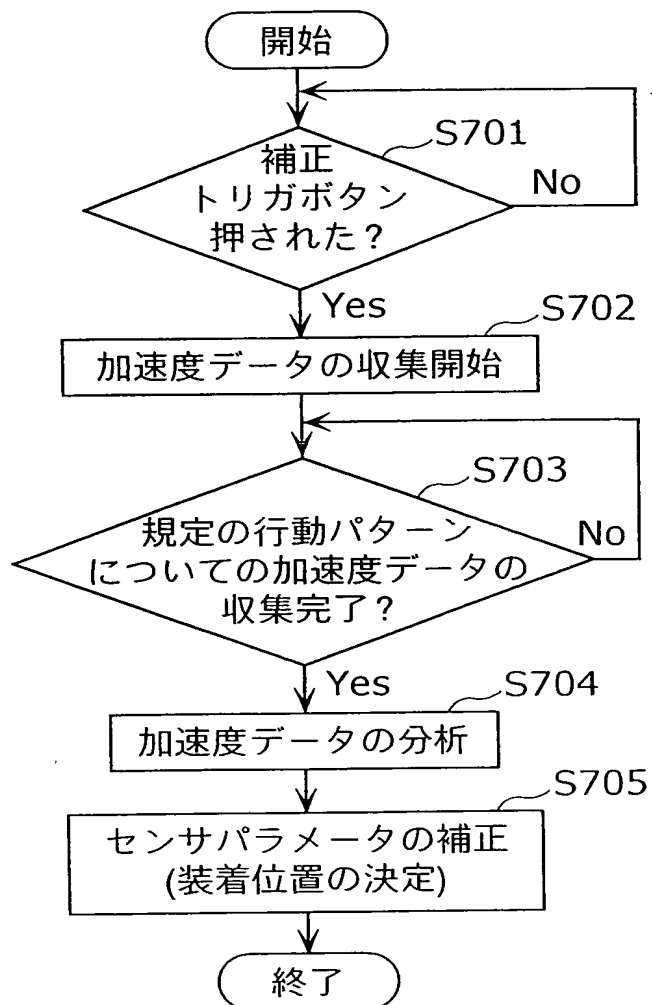 開始
S701
補正
トリガボタン
押された？
No
Yes
S702
加速度データの収集開始
S703
規定の行動パターン
についての加速度データの
収集完了？
No
Yes
S704
加速度データの分析
S705
センサパラメータの補正
(装着位置の決定)
終了